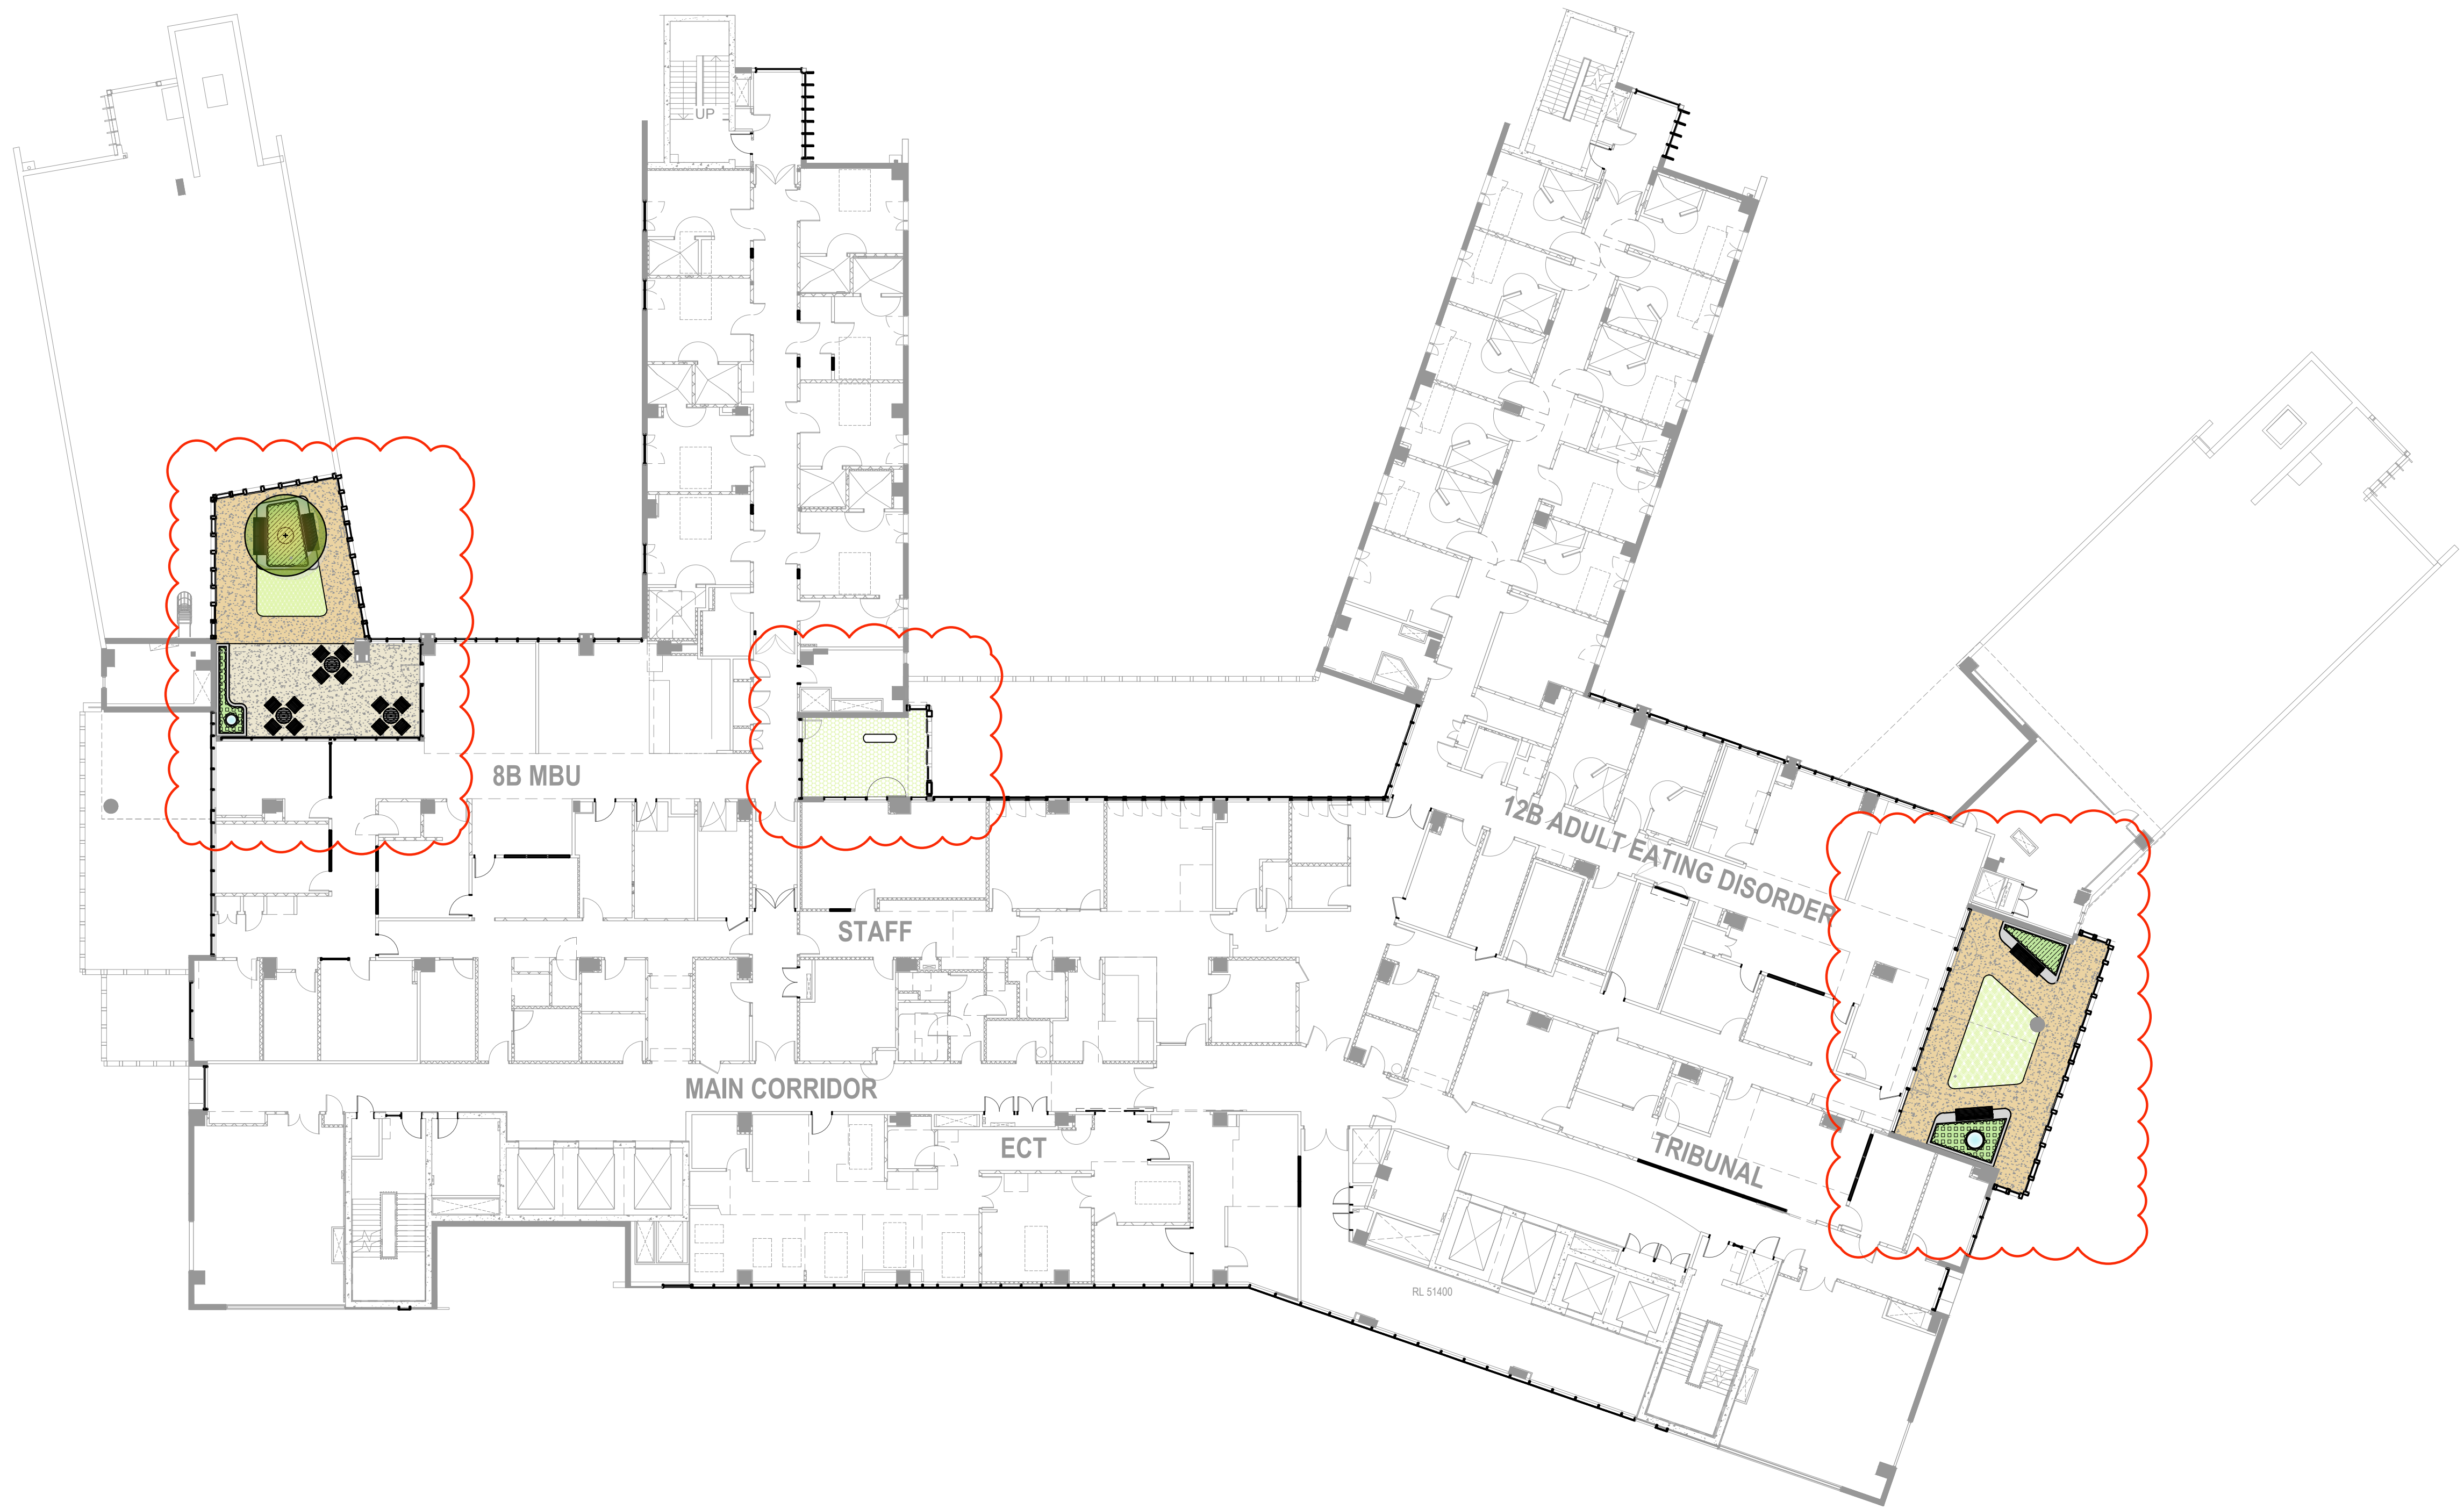 UP
8B MBU
12B ADULT EATING DISORDER
STAFF
MAIN CORRIDOR
ECT
TRIBUNAL
RL 51400